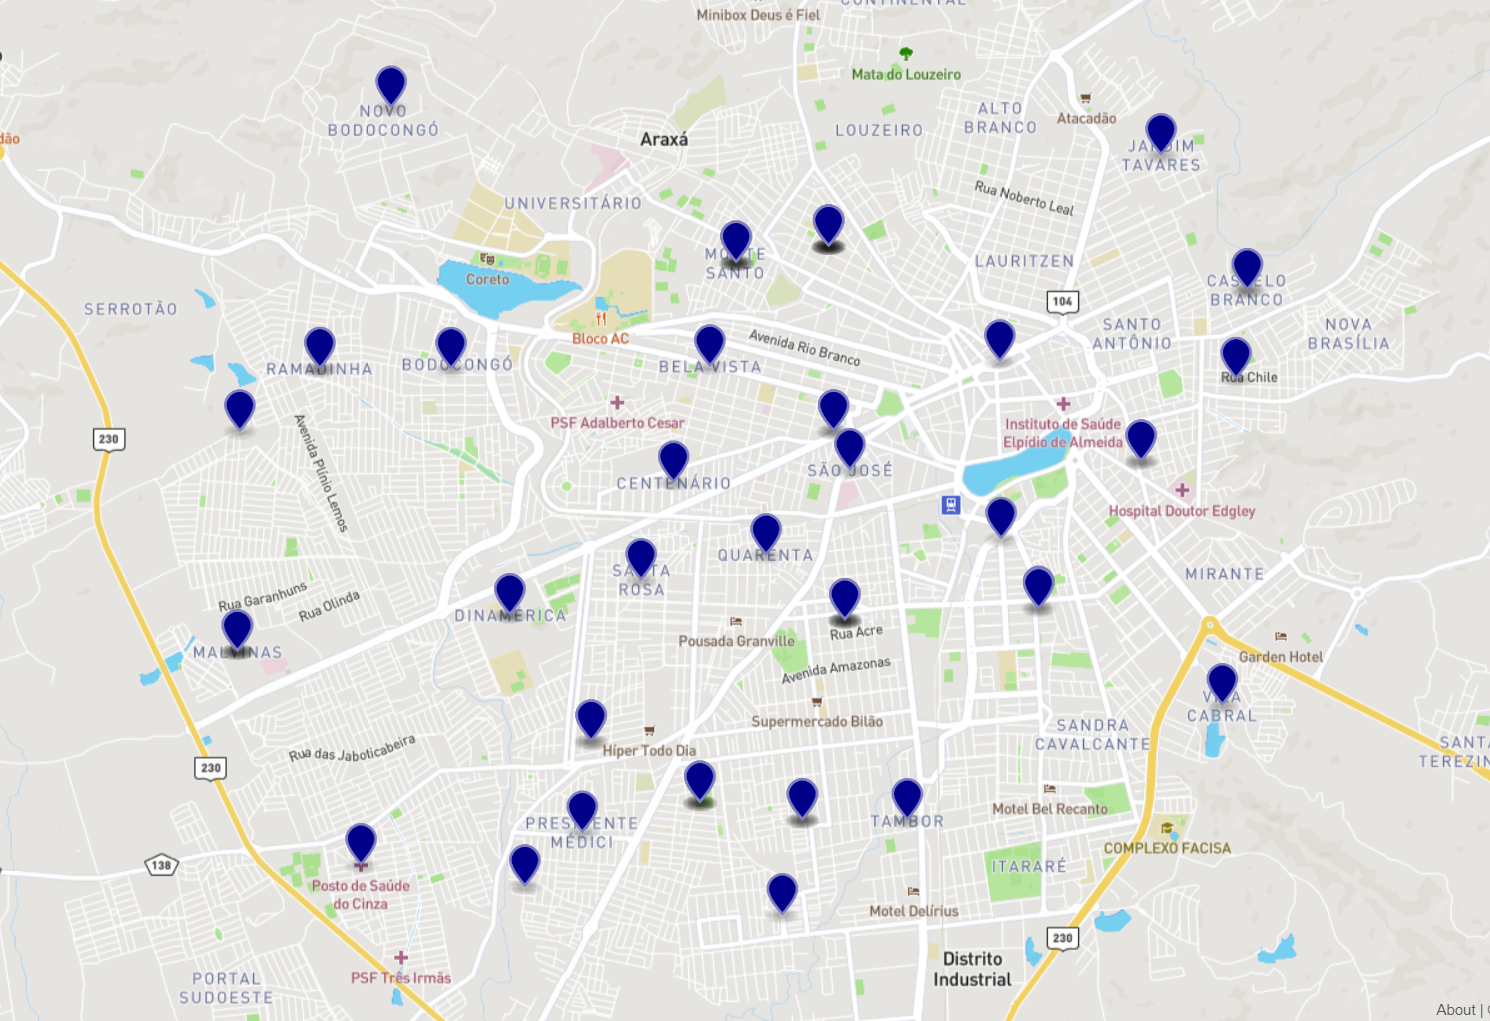 CONTINENTAL
Minibox Deus é Fiel
Mata do Louzeiro
NOVO
BODOCONGÓ
ALTO
BRANCO
Atacadão
LOUZEIRO
Araxá
dão
JARDIM
TAVARES
Rua Noberto Leal
UNIVERSITÁRIO
MONTE
SANTO
LAURITZEN
Coreto
CASTELO
BRANCO
SERROTÃO
104
SANTO
ANTÔNIO
NOVA
BRASÍLIA
Bloco AC
Avenida Rio Branco
RAMADINHA
BODOCONGÓ
BELA VISTA
Rua Chile
PSF Adalberto Cesar
Instituto de Saúde
Elpídio de Almeida
230
Avenida Plínio Lemos
CENTENÁRIO
SÃO JOSÉ
Hospital Doutor Edgley
QUARENTA
SANTA
ROSA
MIRANTE
Rua Garanhuns
Rua Olinda
DINAMÉRICA
Rua Acre
Pousada Granville
MALVINAS
Garden Hotel
Avenida Amazonas
VILA
CABRAL
Supermercado Bilão
SANDRA
CAVALCANTE
Rua das Jaboticabeira
Híper Todo Dia
SANTA
TEREZIN
230
Motel Bel Recanto
PRESIDENTE
MÉDICI
TAMBOR
COMPLEXO FACISA
138
ITARARÉ
Posto de Saúde
do Cinza
Motel Delírius
230
Distrito
Industrial
PSF Três Irmãs
PORTAL
SUDOESTE
About |